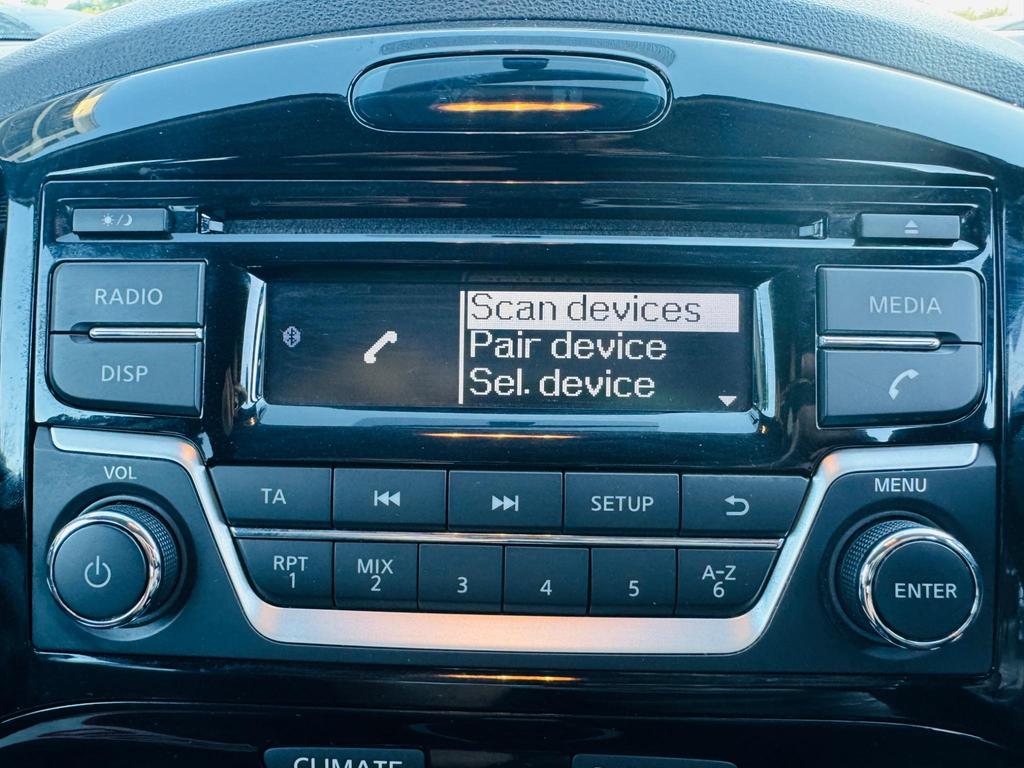 RADIO
MEDIA
DISP
Scan devices
Pair device
Sel. device
VOL
MENU
TA
SETUP
RPT
1
MIX
2
3
4
5
A-Z
6
ENTER
CLIMATE